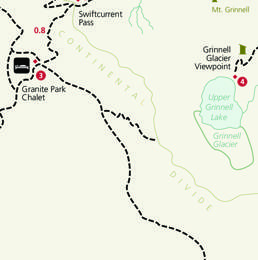 Mt. Grinnell
Swiftcurrent
Pass
0.8
Grinnell
Glacier
Viewpoint
3
4
Granite Park
Chalet
Upper
Grinnell
Lake
Grinnell
Glacier
CONTINENTAL
DIVIDE